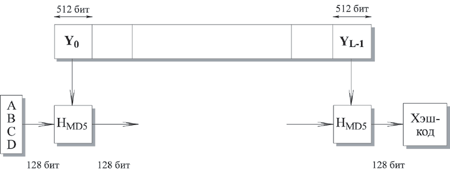 512 бит
512 бит
Y0
YL-1
A
B
C
D
HMD5
HMD5
Хэш-
код
128 бит
128 бит
128 бит